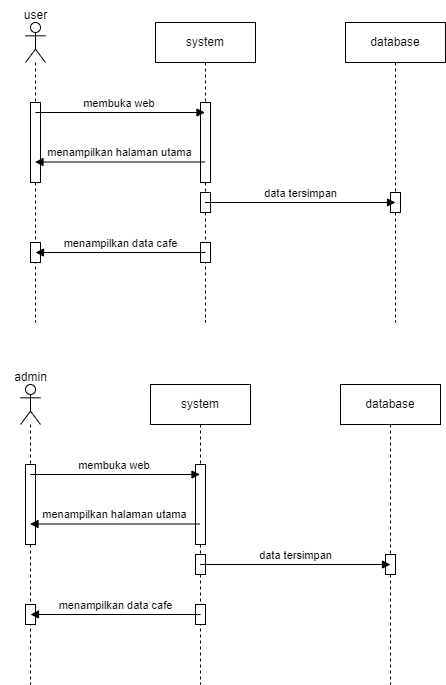 user
system
database
membuka web
menampilkan halaman utama
data tersimpan
menampilkan data cafe
admin
system
database
membuka web
menampilkan halaman utama
data tersimpan
menampilkan data cafe